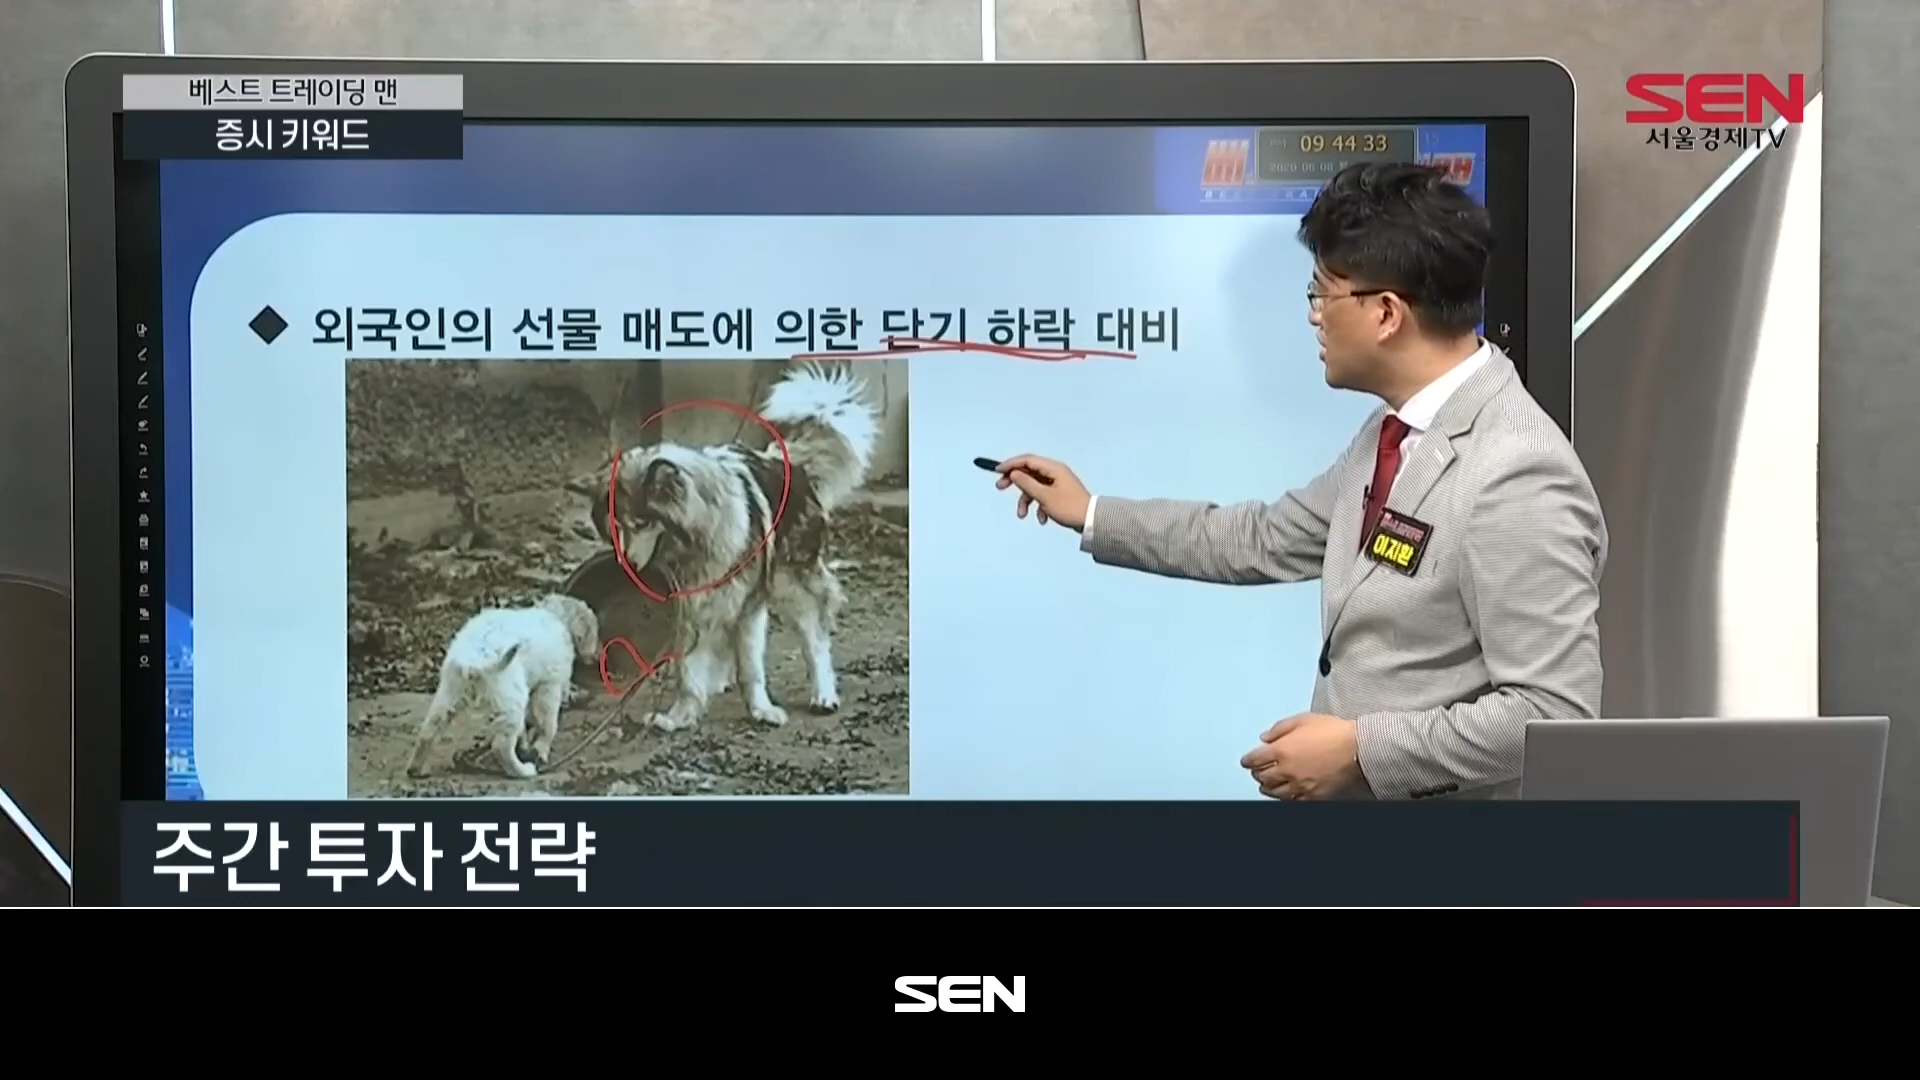 베스트 트레이딩 맨
증시 키워드
SEN
서울경제TV
PM 09 44 33
◆ 외국인의 선물 매도에 의한 단기 하락 대비
이지환
주간 투자 전략
SEN